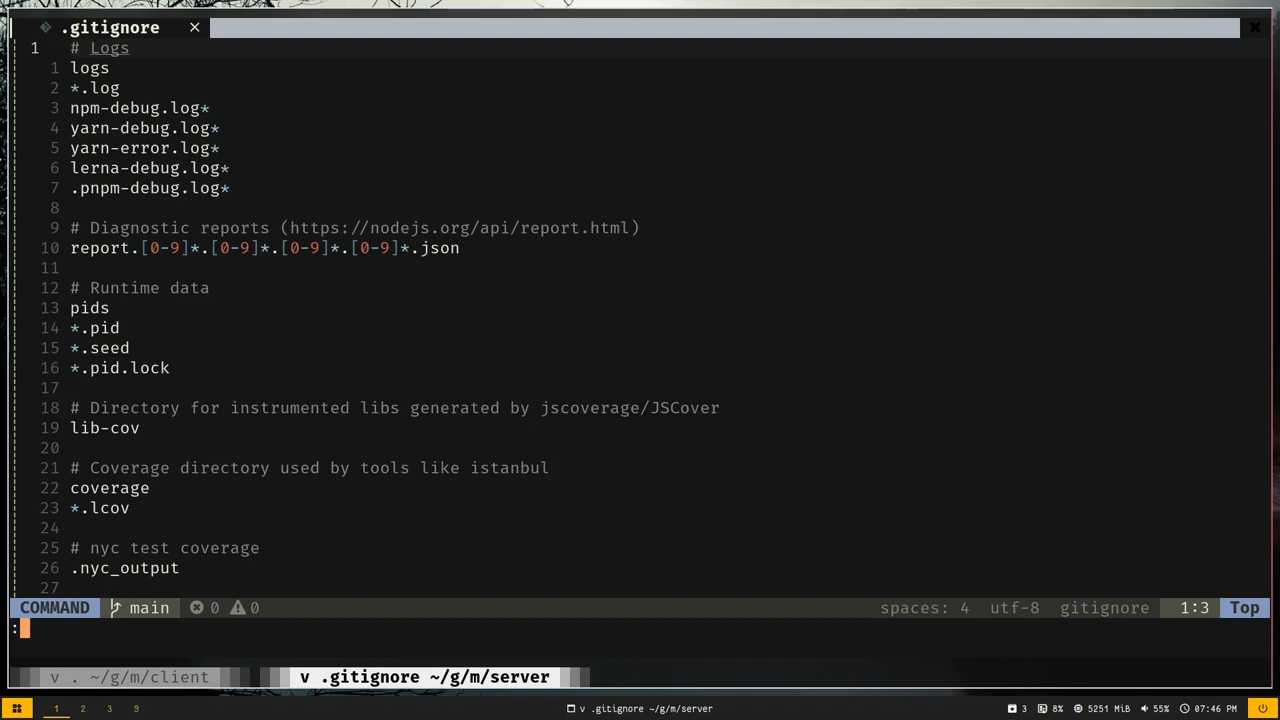 .gitignore ×
1 # Logs
1 logs
2 *.log
3 npm-debug.log*
4 yarn-debug.log*
5 yarn-error.log*
6 lerna-debug.log*
7 .pnpm-debug.log*
8
9 # Diagnostic reports (https://nodejs.org/api/report.html)
10 report.[0-9]*.[0-9]*.[0-9]*.[0-9]*.json
11
12 # Runtime data
13 pids
14 *.pid
15 *.seed
16 *.pid.lock
17
18 # Directory for instrumented libs generated by jscoverage/JSCover
19 lib-cov
20
21 # Coverage directory used by tools like istanbul
22 coverage
23 *.lcov
24
25 # nyc test coverage
26 .nyc_output
27
COMMAND main 0 0 spaces: 4 utf-8 gitignore 1:3 Top
:
v . ~/g/m/client v .gitignore ~/g/m/server
1 2 3 9 v .gitignore ~/g/m/server 3 8% 5251 MiB 55% 07:46 PM